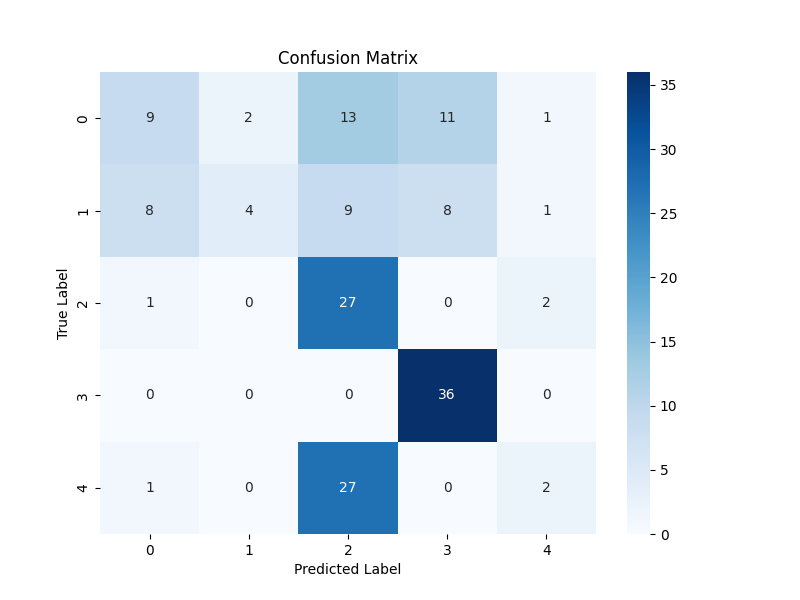 Confusion Matrix
True Label
0 9 2 13 11 1
1 8 4 9 8 1
2 1 0 27 0 2
3 0 0 0 36 0
4 1 0 27 0 2
0 1 2 3 4
Predicted Label
35
30
25
20
15
10
5
0